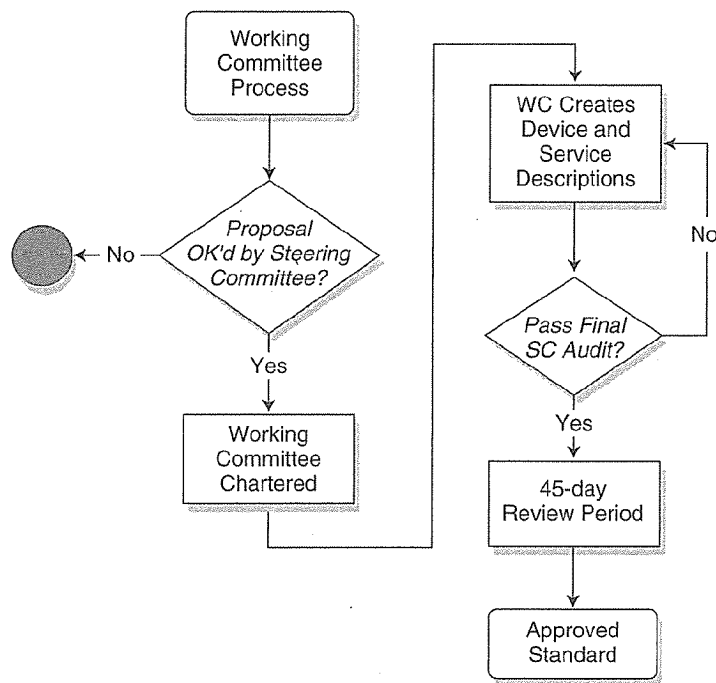 Working
Committee
Process
Proposal
OK'd by Steering
Committee?
No
Yes
Working
Committee
Chartered
WC Creates
Device and
Service
Descriptions
No
Pass Final
SC Audit?
Yes
45-day
Review Period
Approved
Standard